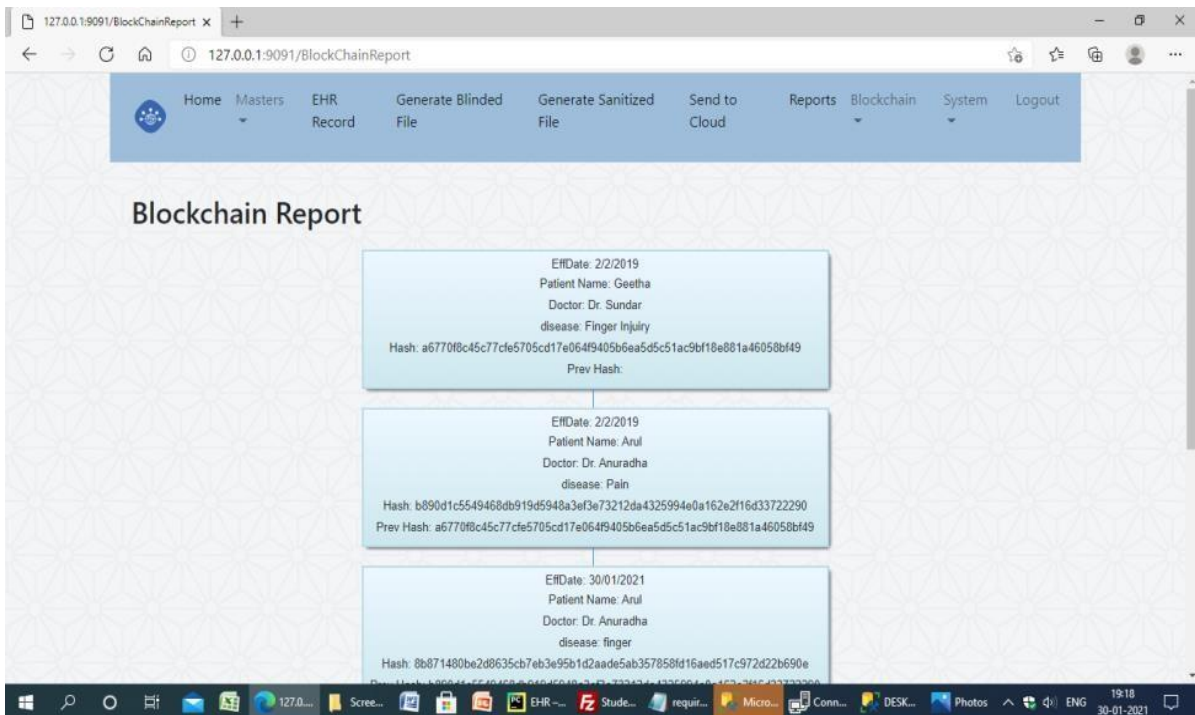 127.0.0.1:9091/BlockChainReport
127.0.0.1:9091/BlockChainReport
Home Masters EHR Record Generate Blinded File Generate Sanitized File Send to Cloud Reports Blockchain System Logout
Blockchain Report
EffDate: 2/2/2019
Patient Name: Geetha
Doctor: Dr. Sundar
disease: Finger Injuiry
Hash: a6770f8c45c77cfe5705cd17e064f9405b6ea5d5c51ac9bf18e881a46058bf49
Prev Hash:
EffDate: 2/2/2019
Patient Name: Arul
Doctor: Dr. Anuradha
disease: Pain
Hash: b890d1c5549468db919d5948a3ef3e73212da4325994e0a162e2f16d33722290
Prev Hash: a6770f8c45c77cfe5705cd17e064f9405b6ea5d5c51ac9bf18e881a46058bf49
EffDate: 30/01/2021
Patient Name: Arul
Doctor: Dr. Anuradha
disease: finger
Hash: 8b871480be2d8635cb7eb3e95b1d2aade5ab357858fd16aed517c972d22b690e
127.0.... Scree... EHR –... Stude... requir... Micro... Conn... DESK... Photos ENG 19:18
30-01-2021